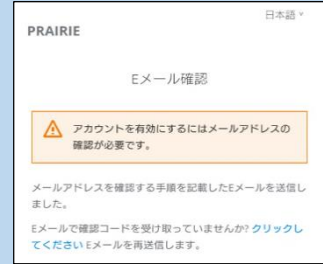 日本語
PRAIRIE
Eメール確認
アカウントを有効にするにはメールアドレスの
確認が必要です。
メールアドレスを確認する手順を記載したEメールを送信し
ました。
Eメールで確認コードを受け取っていませんか? クリックし
てください Eメールを再送信します。